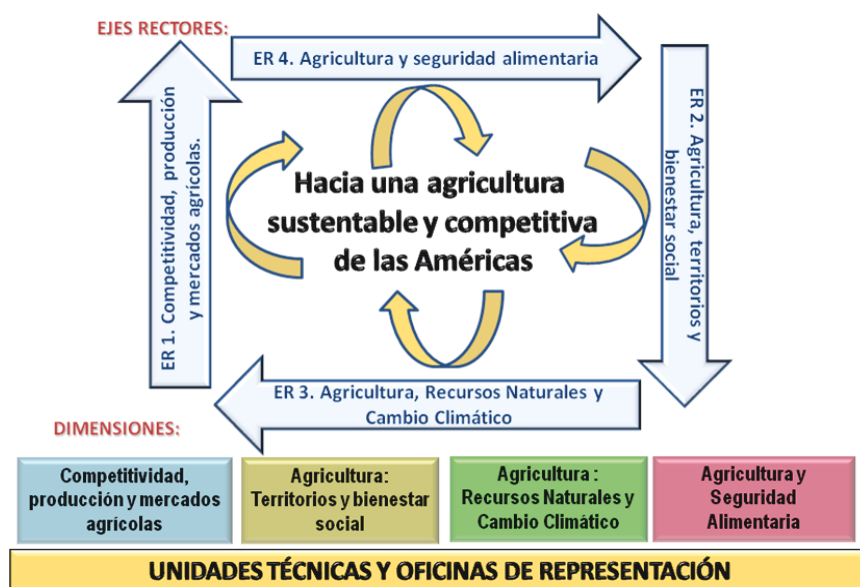 EJES RECTORES:
ER 4. Agricultura y seguridad alimentaria
ER 1. Competitividad, producción
y mercados agrícolas.
ER 2. Agricultura, territorios y
bienestar social
Hacia una agricultura
sustentable y competitiva
de las Américas
ER 3. Agricultura, Recursos Naturales y
Cambio Climático
DIMENSIONES:
Competitividad,
producción y mercados
agrícolas
Agricultura:
Territorios y bienestar
social
Agricultura :
Recursos Naturales y
Cambio Climático
Agricultura y
Seguridad
Alimentaria
UNIDADES TÉCNICAS Y OFICINAS DE REPRESENTACIÓN